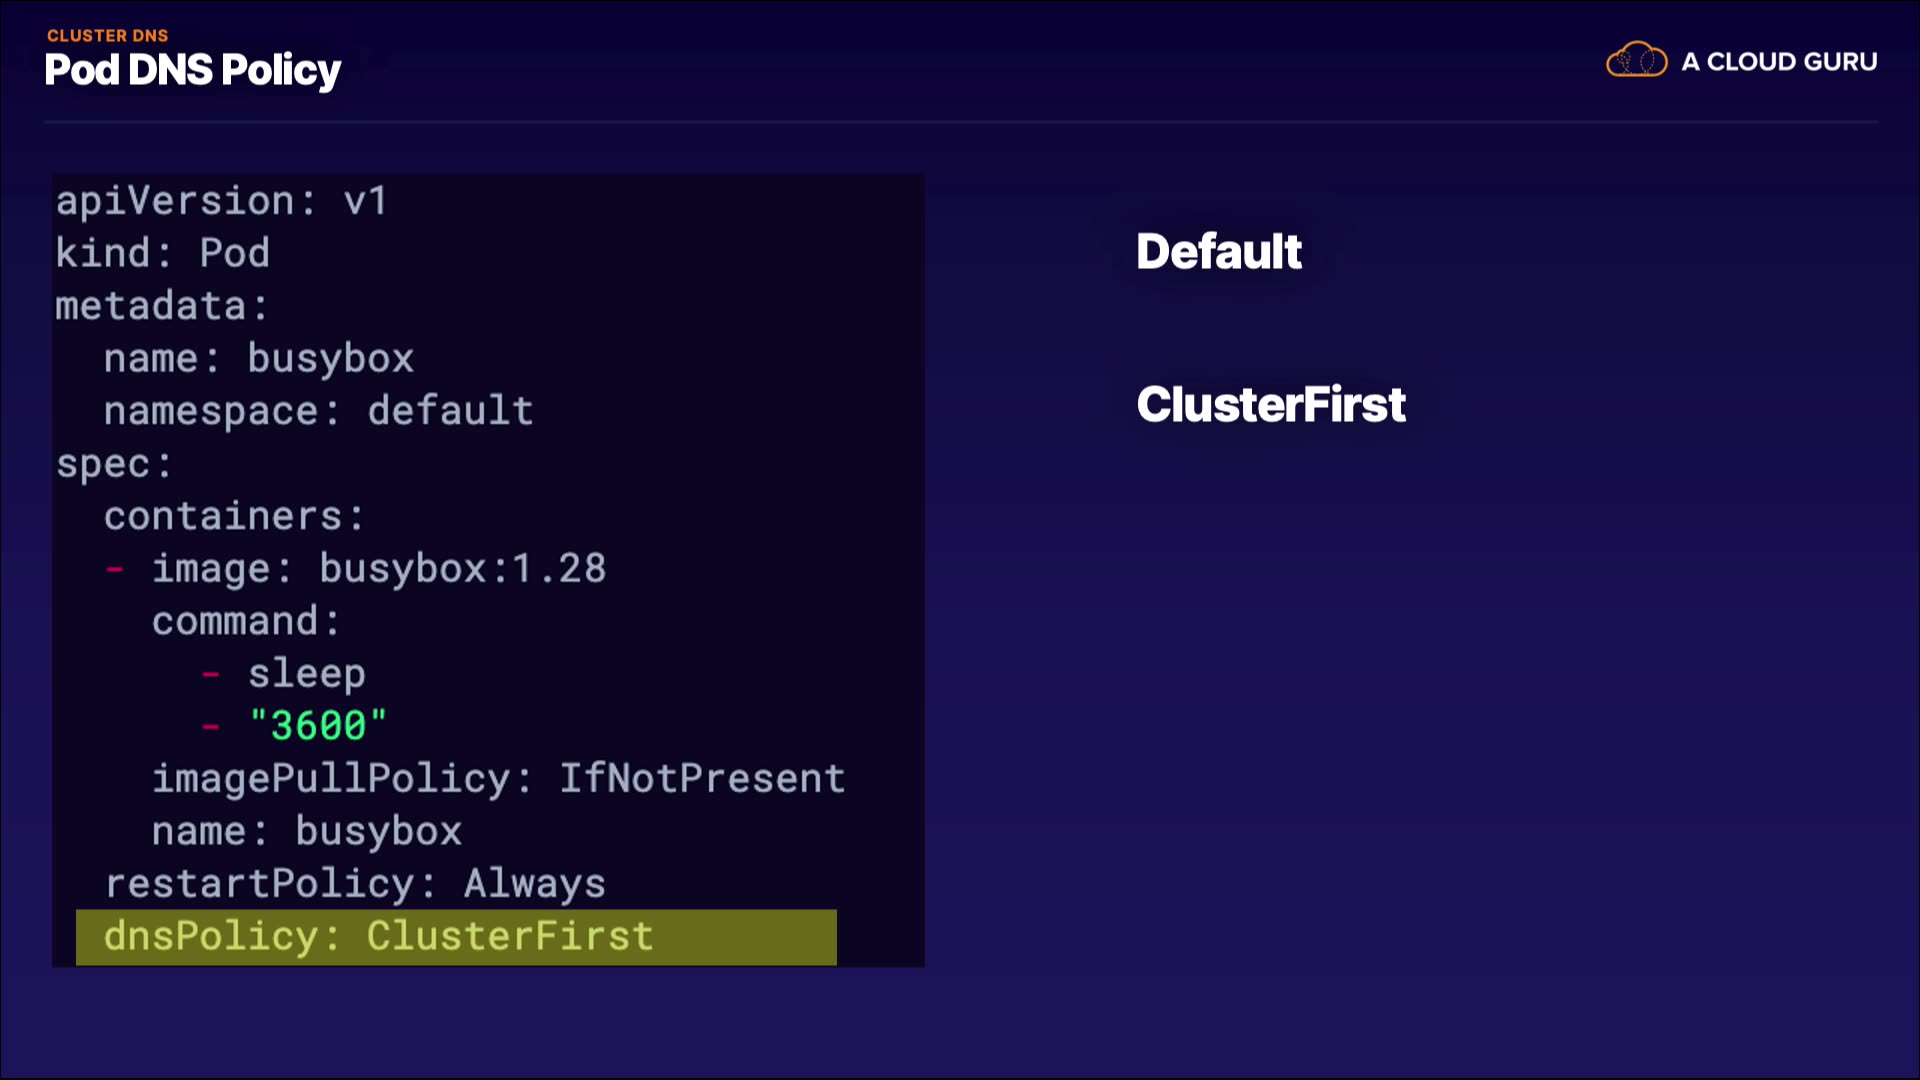 CLUSTER DNS
Pod DNS Policy
A CLOUD GURU
apiVersion: v1
kind: Pod
metadata:
  name: busybox
  namespace: default
spec:
  containers:
  - image: busybox:1.28
    command:
      - sleep
      - "3600"
    imagePullPolicy: IfNotPresent
    name: busybox
  restartPolicy: Always
  dnsPolicy: ClusterFirst
Default
ClusterFirst